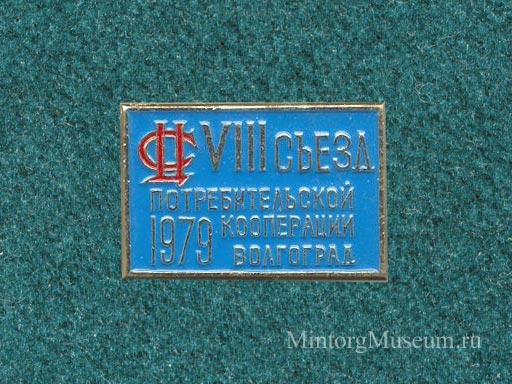 VIII СЪЕЗД
ПОТРЕБИТЕЛЬСКОЙ
1979 КООПЕРАЦИИ
ВОЛГОГРАД
MintorgMuseum.ru